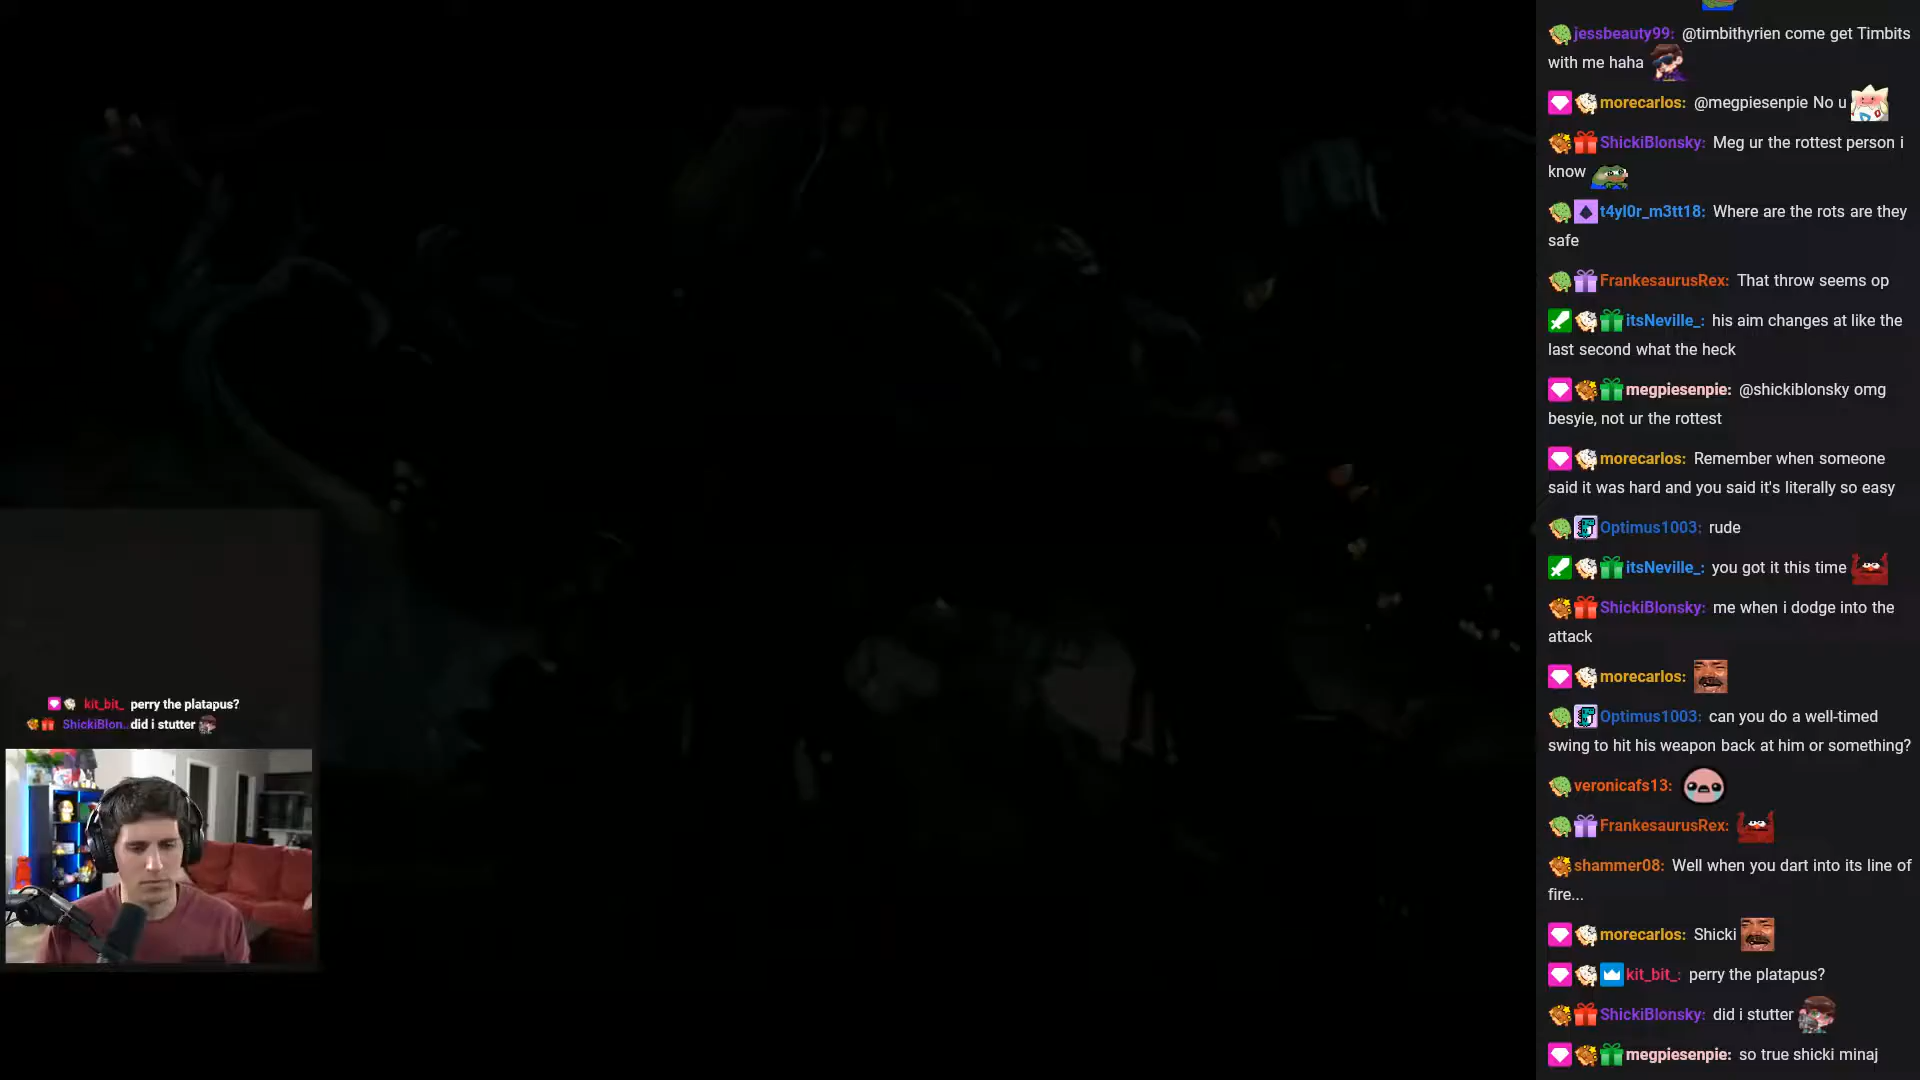 jessbeauty99: @timbithyrien come get Timbits
with me haha
morecarlos: @megpiesenpie No u
ShickiBlonsky: Meg ur the rottest person i
know
t4yl0r_m3tt18: Where are the rots are they
safe
FrankesaurusRex: That throw seems op
itsNeville_: his aim changes at like the
last second what the heck
megpiesenpie: @shickiblonsky omg
besyie, not ur the rottest
morecarlos: Remember when someone
said it was hard and you said it's literally so easy
Optimus1003: rude
itsNeville_: you got it this time
ShickiBlonsky: me when i dodge into the
attack
morecarlos:
Optimus1003: can you do a well-timed
swing to hit his weapon back at him or something?
veronicafs13:
FrankesaurusRex:
shammer08: Well when you dart into its line of
fire...
morecarlos: Shicki
kit_bit_: perry the platapus?
ShickiBlonsky: did i stutter
megpiesenpie: so true shicki minaj
kit_bit_ perry the platapus?
ShickiBlon.. did i stutter